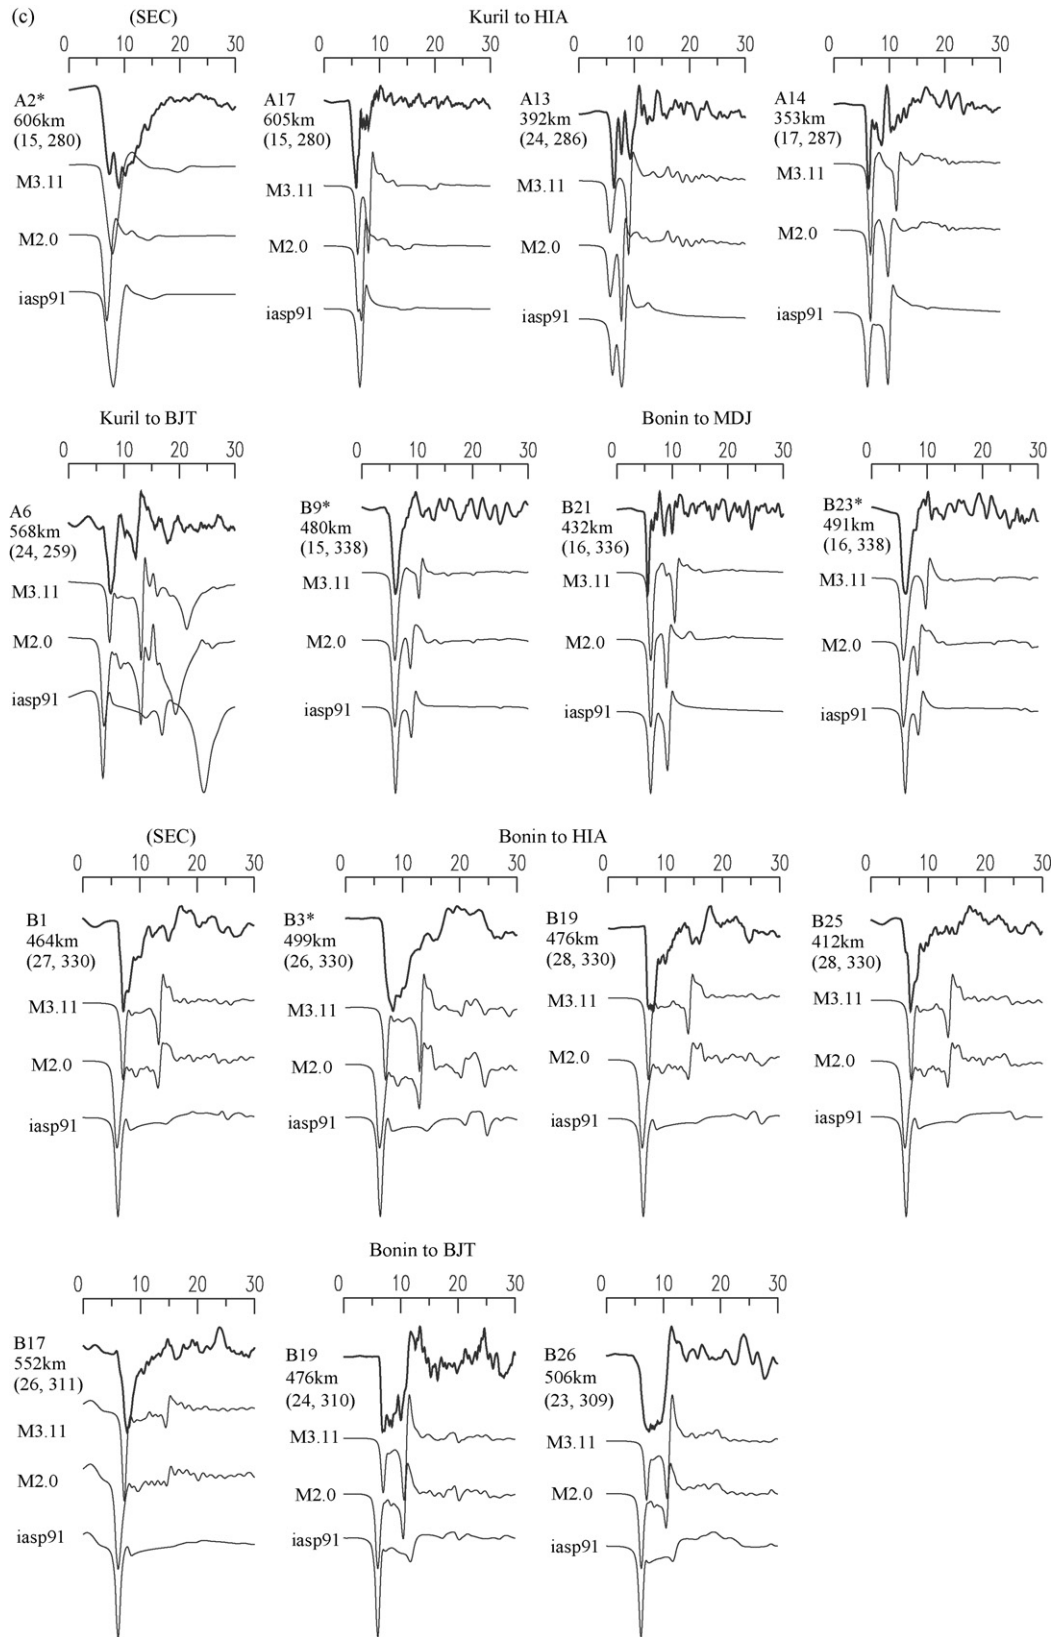 (c) (SEC) Kuril to HIA
0 10 20 30 0 10 20 30 0 10 20 30 0 10 20 30
A2* A17 A13 A14
606km 605km 392km 353km
(15, 280) (15, 280) (24, 286) (17, 287)
M3.11 M3.11 M3.11 M3.11
M2.0 M2.0 M2.0 M2.0
iasp91 iasp91 iasp91 iasp91
Kuril to BJT Bonin to MDJ
0 10 20 30 0 10 20 30 0 10 20 30 0 10 20 30
A6 B9* B21 B23*
568km 480km 432km 491km
(24, 259) (15, 338) (16, 336) (16, 338)
M3.11 M3.11 M3.11 M3.11
M2.0 M2.0 M2.0 M2.0
iasp91 iasp91 iasp91 iasp91
(SEC) Bonin to HIA
0 10 20 30 0 10 20 30 0 10 20 30 0 10 20 30
B1 B3* B19 B25
464km 499km 476km 412km
(27, 330) (26, 330) (28, 330) (28, 330)
M3.11 M3.11 M3.11 M3.11
M2.0 M2.0 M2.0 M2.0
iasp91 iasp91 iasp91 iasp91
Bonin to BJT
0 10 20 30 0 10 20 30 0 10 20 30
B17 B19 B26
552km 476km 506km
(26, 311) (24, 310) (23, 309)
M3.11 M3.11 M3.11
M2.0 M2.0 M2.0
iasp91 iasp91 iasp91